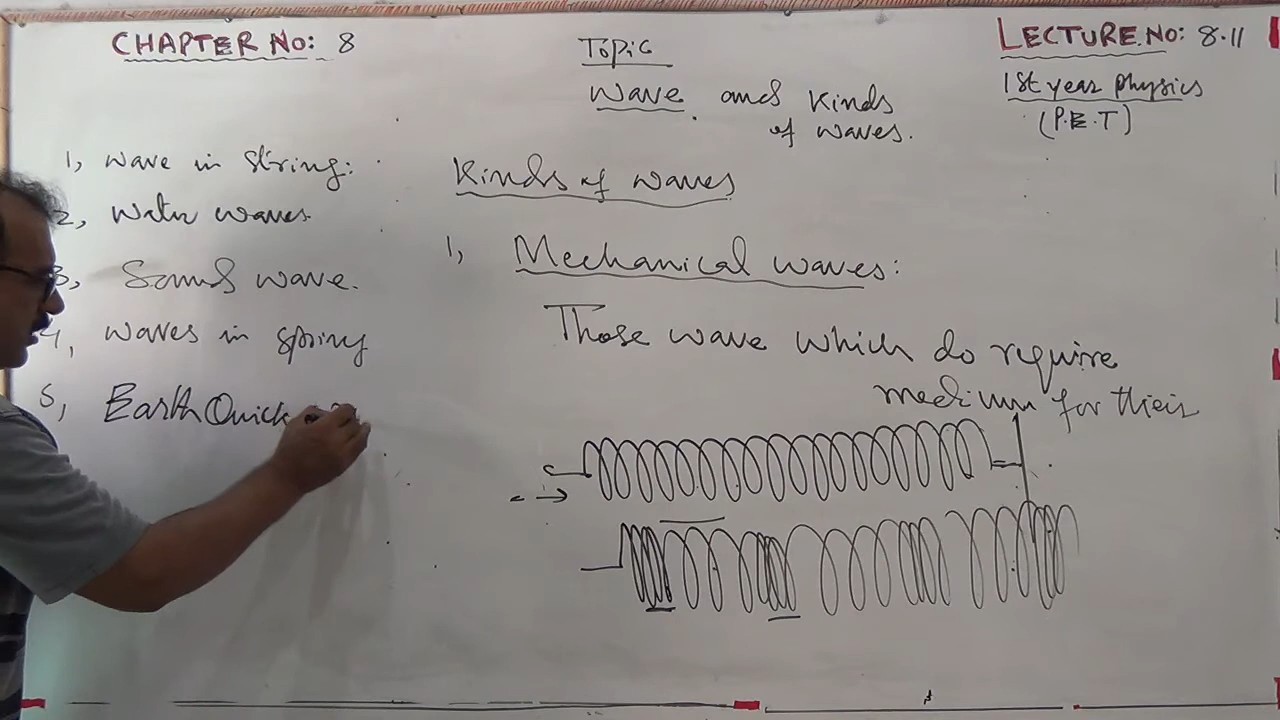 CHAPTER NO: 8
Topic
Wave and Kinds
of waves.
LECTURE.NO: 8.11
1St year physics
(P.E.T)
1, Wave in String:
2, Water waves.
3, Sound wave.
4, Waves in Spring
5, EarthQuick
Kinds of waves
1, Mechanical waves:
Those wave which do require
medium for their